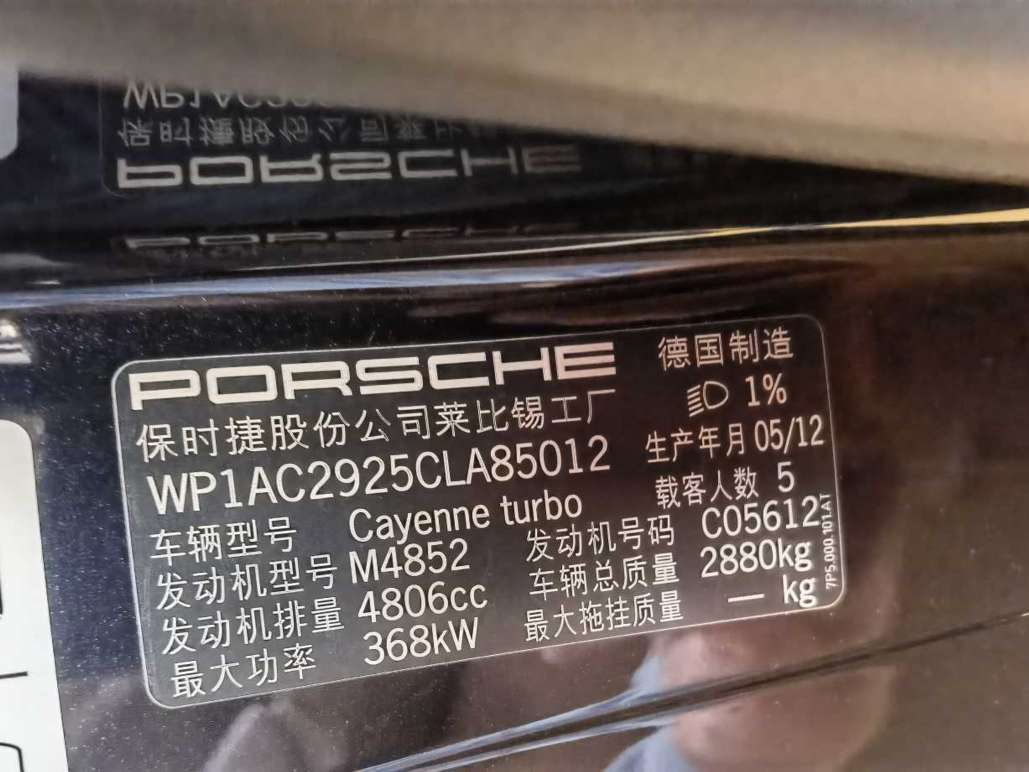 PORSCHE 德国制造
保时捷股份公司莱比锡工厂 1%
WP1AC2925CLA85012 生产年月 05/12
载客人数 5
车辆型号 Cayenne turbo
发动机型号 M4852 发动机号码 C05612
发动机排量 4806cc 车辆总质量 2880kg
最大功率 368kW 最大拖挂质量 — kg
7P5.000.101.AT